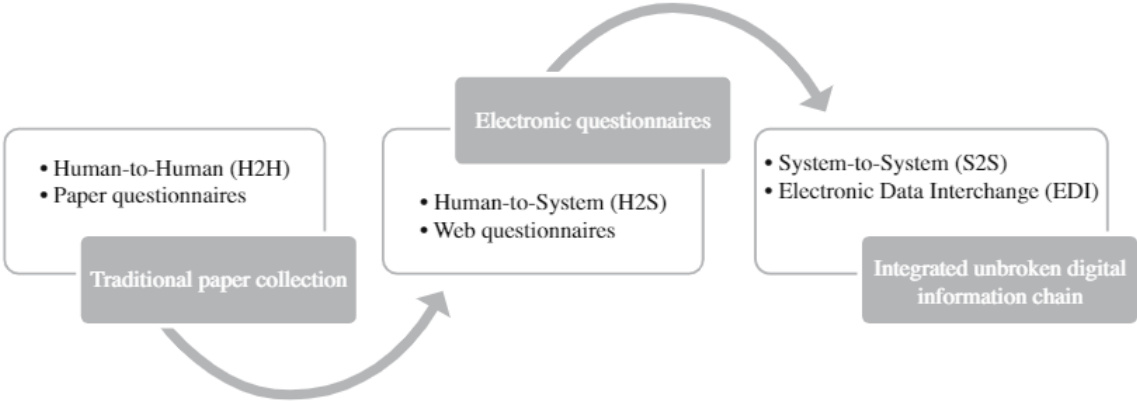 • Human-to-Human (H2H)
• Paper questionnaires
Traditional paper collection
Electronic questionnaires
• Human-to-System (H2S)
• Web questionnaires
• System-to-System (S2S)
• Electronic Data Interchange (EDI)
Integrated unbroken digital
information chain